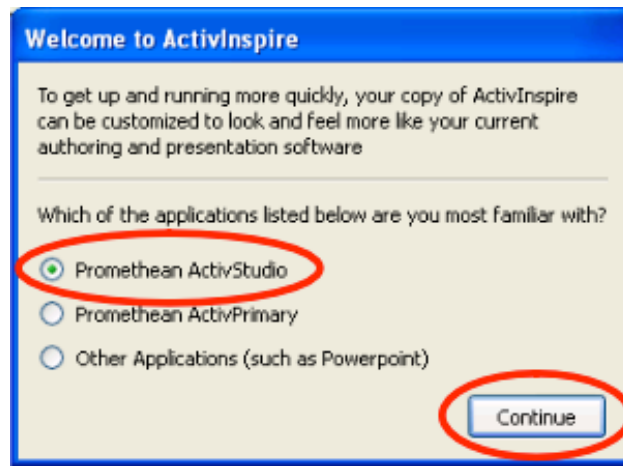 Welcome to ActivInspire
To get up and running more quickly, your copy of ActivInspire
can be customized to look and feel more like your current
authoring and presentation software
Which of the applications listed below are you most familiar with?
Promethean ActivStudio
Promethean ActivPrimary
Other Applications (such as Powerpoint)
Continue